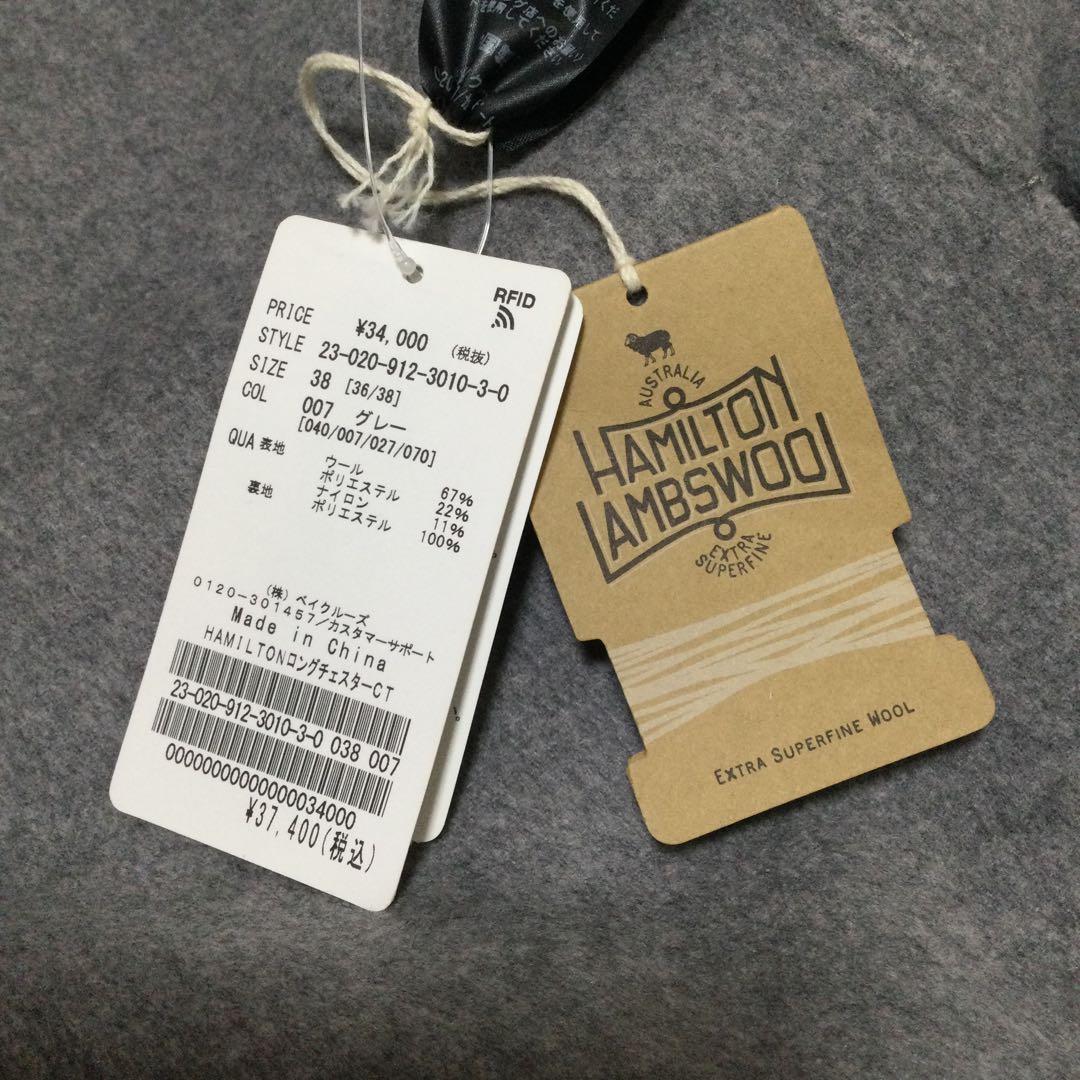 RFID
PRICE ¥34,000 (税抜)
STYLE 23-020-912-3010-3-0
SIZE 38 [36/38]
COL 007 グレー
[040/007/027/070]
QUA 表地 ウール 67%
ポリエステル 22%
ナイロン 11%
裏地 ポリエステル 100%
(株) ベイクルーズ
0120-301457/カスタマーサポート
Made in China
HAMILTONロングチェスターCT
23-020-912-3010-3-0 038 007
0000000000000034000
¥37,400(税込)
AUSTRALIA
HAMILTON
LAMBSWOOL
EXTRA
SUPERFINE
EXTRA SUPERFINE WOOL